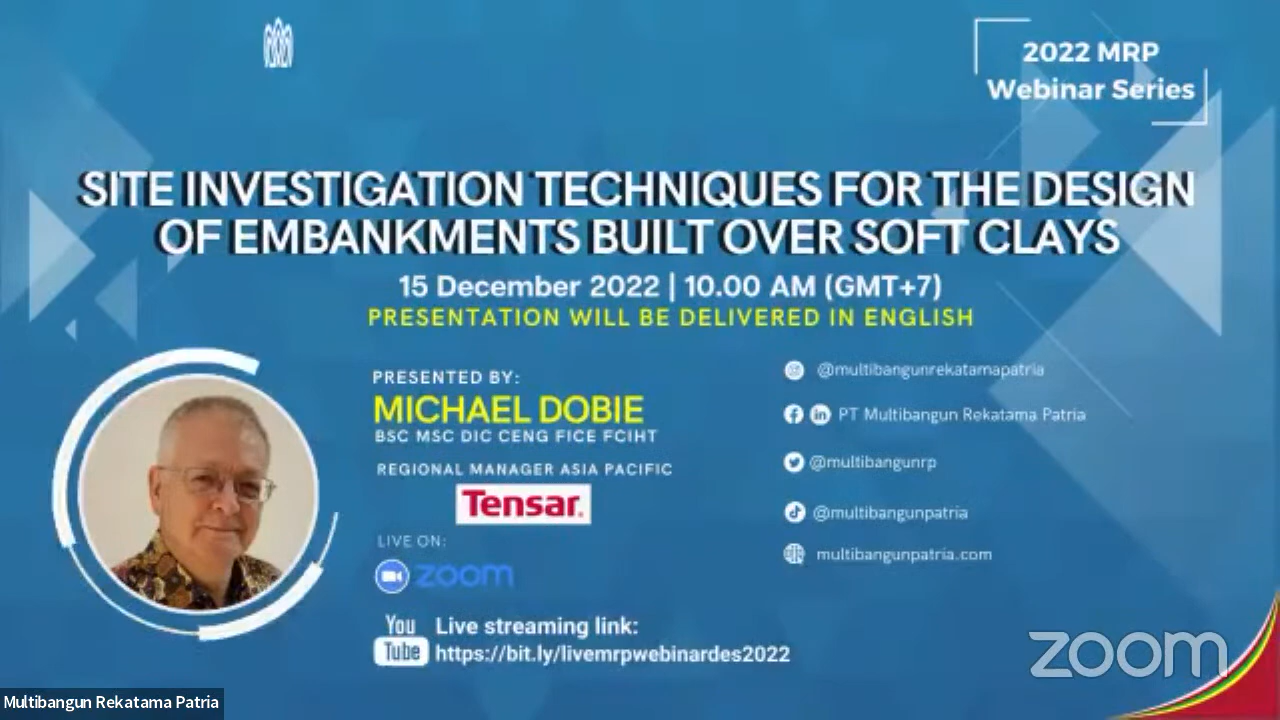 2022 MRP
Webinar Series
SITE INVESTIGATION TECHNIQUES FOR THE DESIGN
OF EMBANKMENTS BUILT OVER SOFT CLAYS
15 December 2022 | 10.00 AM (GMT+7)
PRESENTATION WILL BE DELIVERED IN ENGLISH
PRESENTED BY:
MICHAEL DOBIE
BSC MSC DIC CENG FICE FCIHT
REGIONAL MANAGER ASIA PACIFIC
Tensar.
LIVE ON:
zoom
You
Tube
Live streaming link:
https://bit.ly/livemrpwebinardes2022
@multibangunrekatamapatria
PT Multibangun Rekatama Patria
@multibangunrp
@multibangunpatria
multibangunpatria.com
zoom
Multibangun Rekatama Patria